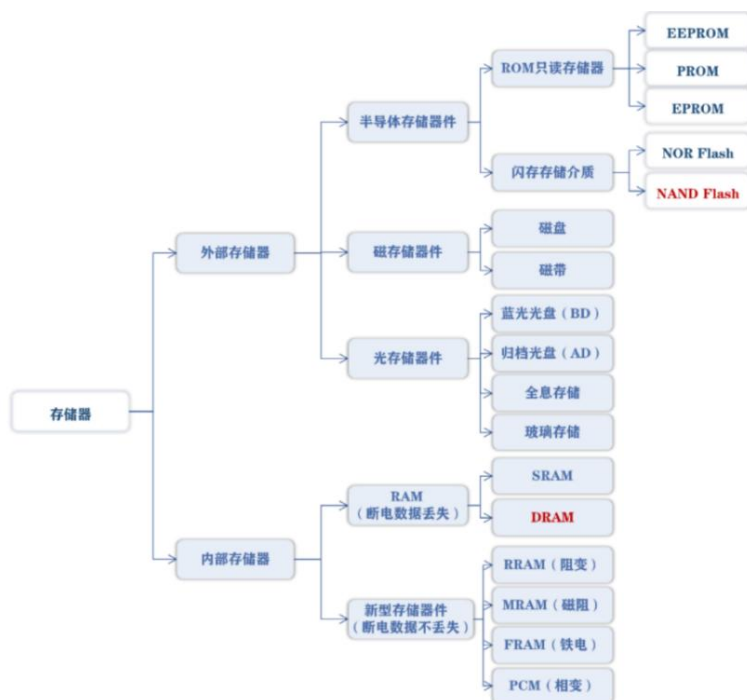 EEPROM
ROM只读存储器
PROM
EPROM
半导体存储器件
NOR Flash
闪存存储介质
NAND Flash
磁盘
外部存储器
磁存储器件
磁带
蓝光光盘（BD）
光存储器件
归档光盘（AD）
全息存储
存储器
玻璃存储
SRAM
RAM
（断电数据丢失）
DRAM
内部存储器
RRAM（阻变）
MRAM（磁阻）
新型存储器件
（断电数据不丢失）
FRAM（铁电）
PCM（相变）